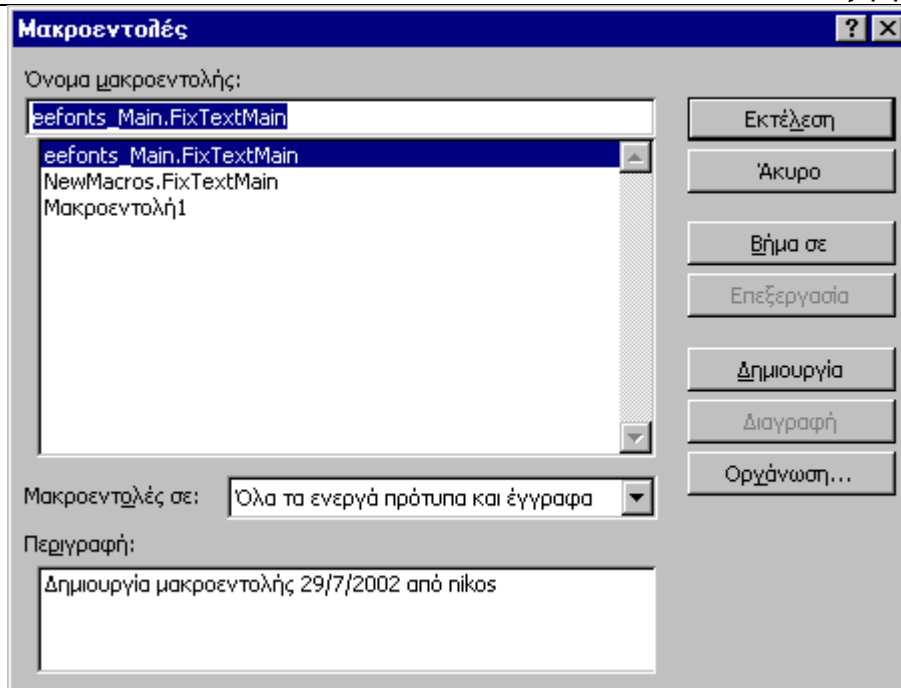 Μακροεντολές
Όνομα μακροεντολής:
eefonts_Main.FixTextMain
eefonts_Main.FixTextMain
NewMacros.FixTextMain
Μακροεντολή1
Εκτέλεση
Άκυρο
Βήμα σε
Επεξεργασία
Δημιουργία
Διαγραφή
Οργάνωση...
Μακροεντολές σε: Όλα τα ενεργά πρότυπα και έγγραφα
Περιγραφή:
Δημιουργία μακροεντολής 29/7/2002 από nikos